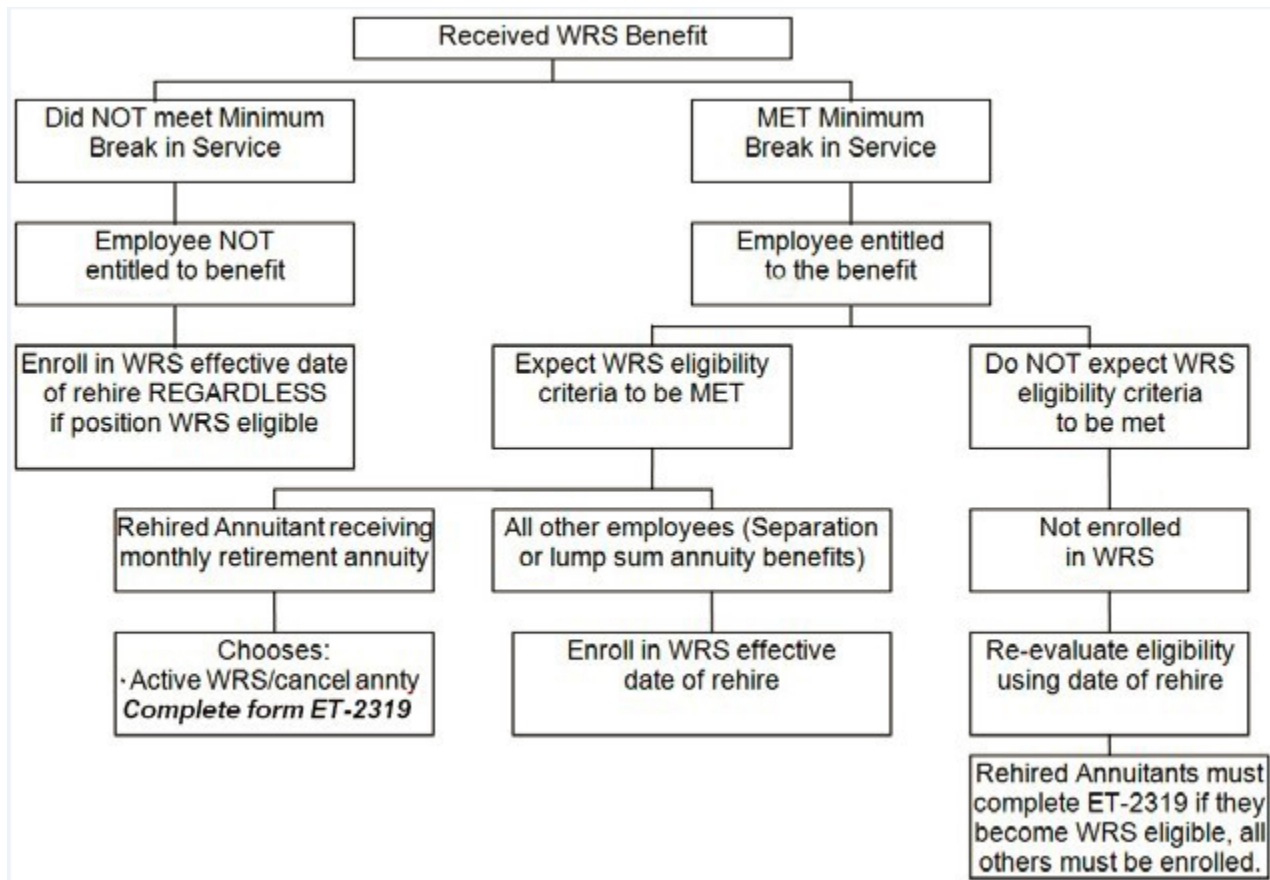 Received WRS Benefit
Did NOT meet Minimum
Break in Service
MET Minimum
Break in Service
Employee NOT
entitled to benefit
Employee entitled
to the benefit
Enroll in WRS effective date
of rehire REGARDLESS
if position WRS eligible
Expect WRS eligibility
criteria to be MET
Do NOT expect WRS
eligibility criteria
to be met
Rehired Annuitant receiving
monthly retirement annuity
All other employees (Separation
or lump sum annuity benefits)
Not enrolled
in WRS
Chooses:
· Active WRS/cancel annty
Complete form ET-2319
Enroll in WRS effective
date of rehire
Re-evaluate eligibility
using date of rehire
Rehired Annuitants must
complete ET-2319 if they
become WRS eligible, all
others must be enrolled.